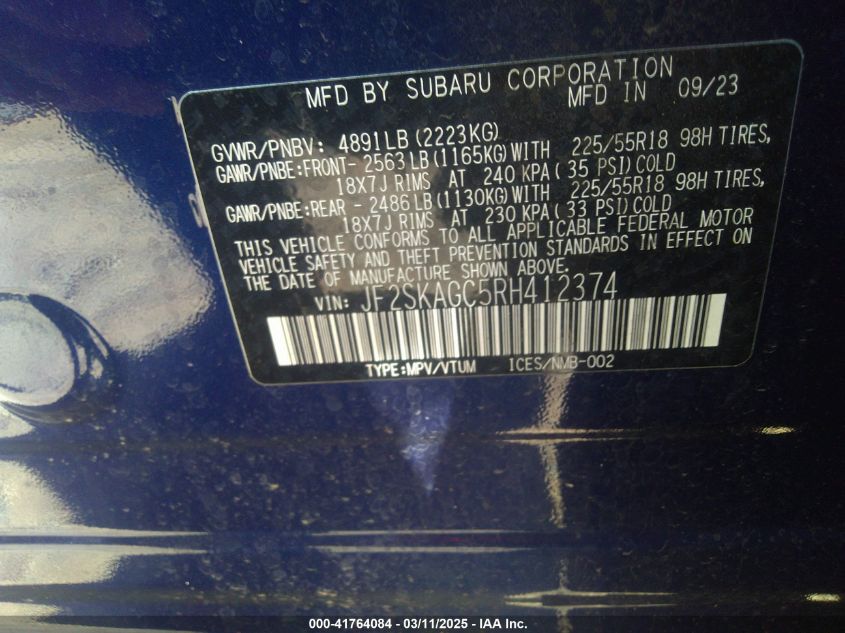 MFD BY SUBARU CORPORATION
MFD IN 09/23
GVWR/PNBV: 4891LB (2223KG)
GAWR/PNBE:FRONT- 2563LB(1165KG)WITH 225/55R18 98H TIRES,
18X7J RIMS AT 240 KPA( 35 PSI)COLD
GAWR/PNBE:REAR - 2486LB(1130KG)WITH 225/55R18 98H TIRES,
18X7J RIMS AT 230 KPA( 33 PSI)COLD
THIS VEHICLE CONFORMS TO ALL APPLICABLE FEDERAL MOTOR
VEHICLE SAFETY AND THEFT PREVENTION STANDARDS IN EFFECT ON
THE DATE OF MANUFACTURE SHOWN ABOVE.
VIN: JF2SKAGC5RH412374
TYPE:MPV/VTUM ICES/NMB-002
000-41764084 - 03/11/2025 - IAA Inc.